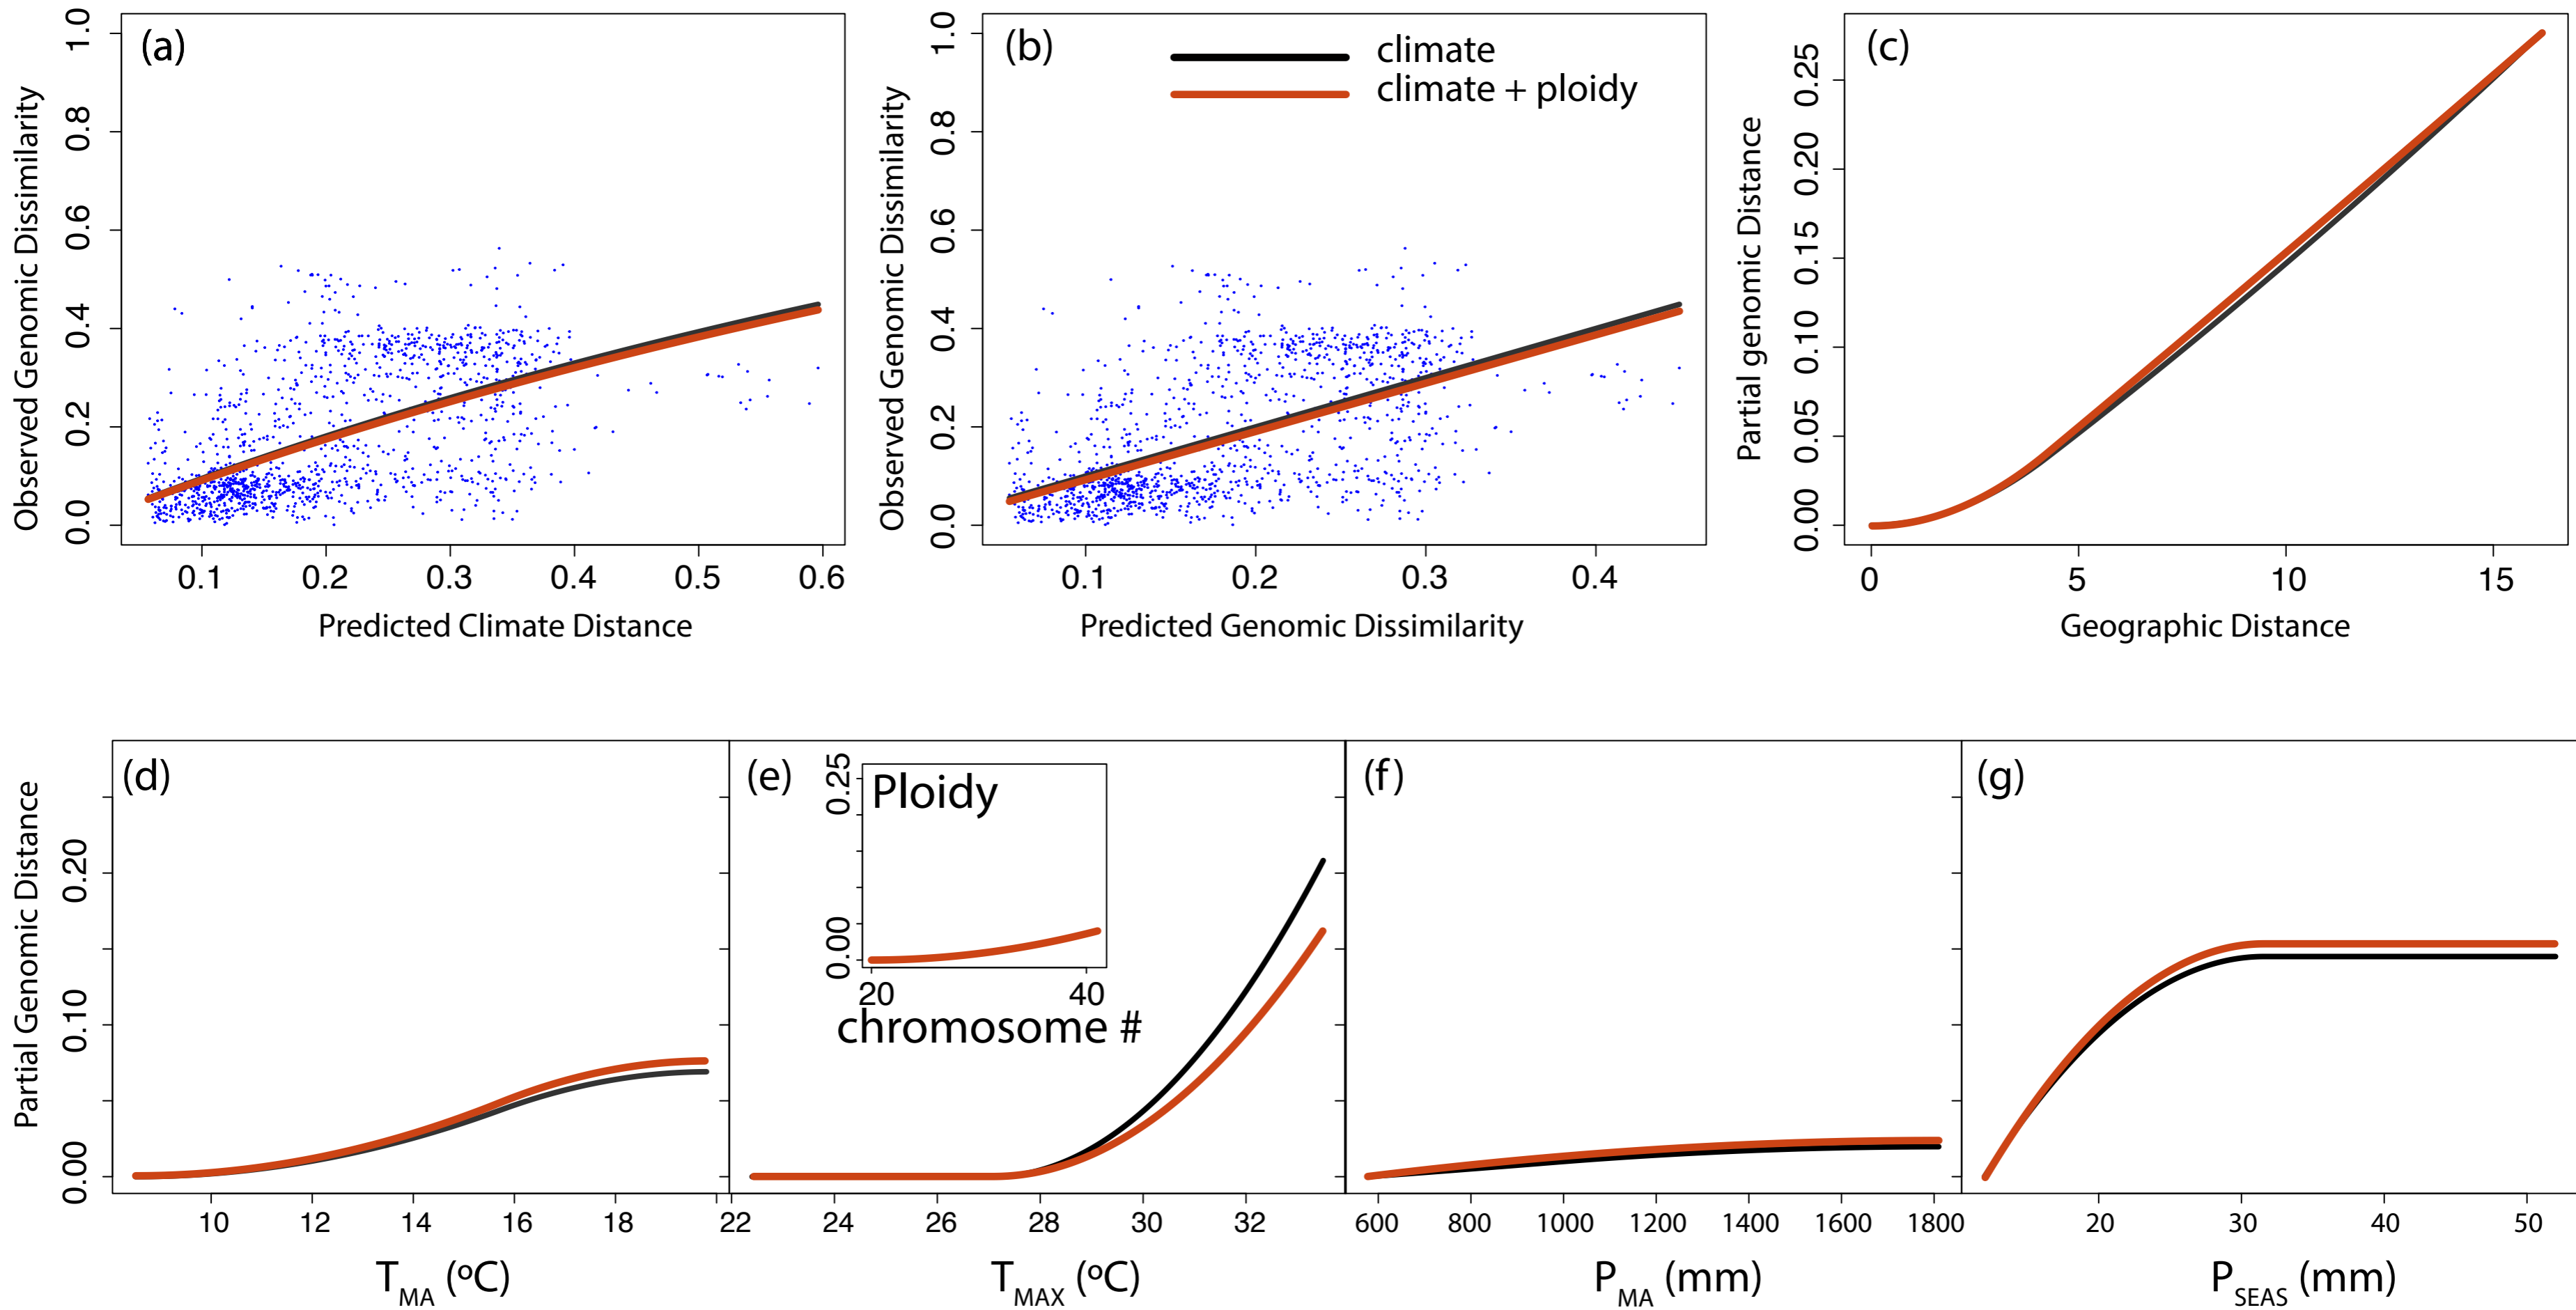 (a)
Observed Genomic Dissimilarity
0.0 0.2 0.4 0.6 0.8 1.0
0.1 0.2 0.3 0.4 0.5 0.6
Predicted Climate Distance
(b)
climate
climate + ploidy
Observed Genomic Dissimilarity
0.0 0.2 0.4 0.6 0.8 1.0
0.1 0.2 0.3 0.4
Predicted Genomic Dissimilarity
(c)
Partial genomic Distance
0.00 0.05 0.10 0.15 0.20 0.25
0 5 10 15
Geographic Distance
(d)
Partial Genomic Distance
0.00 0.10 0.20
10 12 14 16 18
T_MA (ºC)
(e)
Ploidy
0.00 0.25
20 40
chromosome #
22 24 26 28 30 32
T_MAX (ºC)
(f)
600 800 1000 1200 1400 1600 1800
P_MA (mm)
(g)
20 30 40 50
P_SEAS (mm)